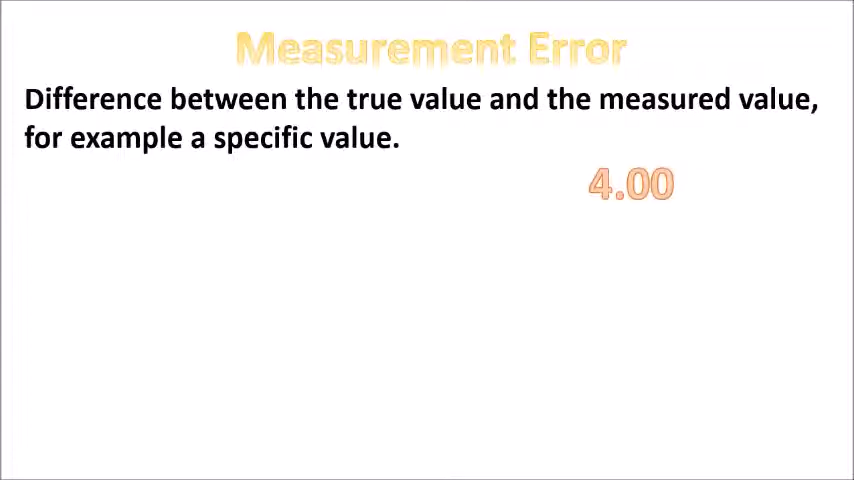 Measurement Error
Difference between the true value and the measured value,
for example a specific value.
4.00